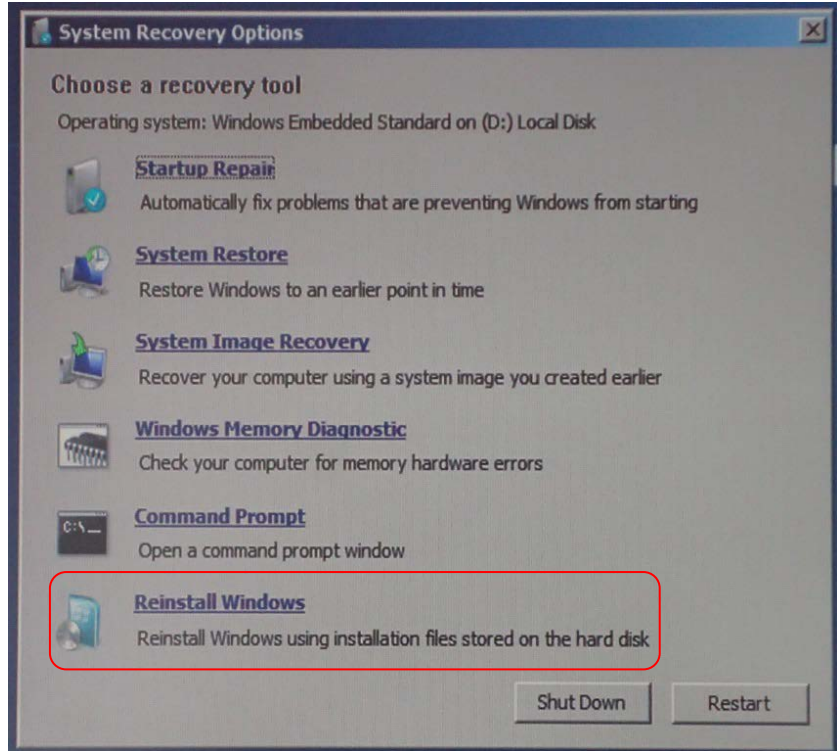 System Recovery Options
Choose a recovery tool
Operating system: Windows Embedded Standard on (D:) Local Disk
Startup Repair
Automatically fix problems that are preventing Windows from starting
System Restore
Restore Windows to an earlier point in time
System Image Recovery
Recover your computer using a system image you created earlier
Windows Memory Diagnostic
Check your computer for memory hardware errors
C:\_
Command Prompt
Open a command prompt window
Reinstall Windows
Reinstall Windows using installation files stored on the hard disk
Shut Down
Restart